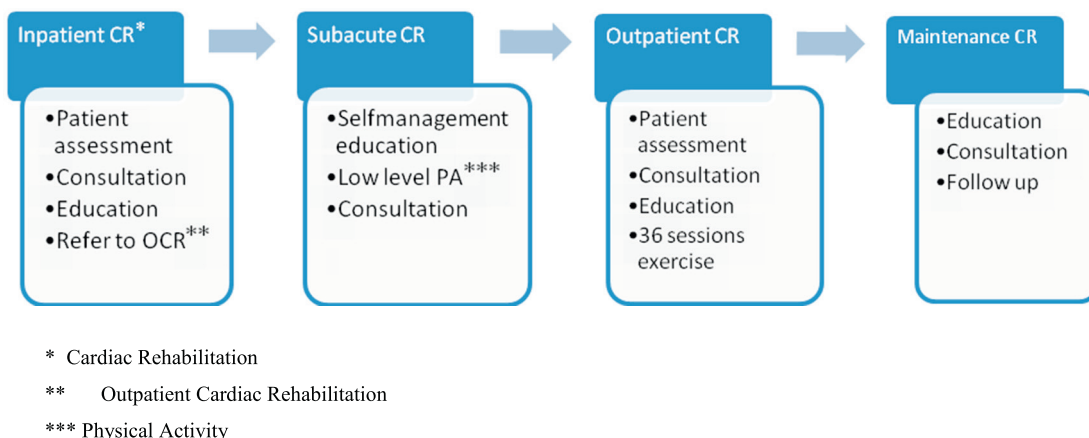 Inpatient CR*
•Patient
assessment
•Consultation
•Education
•Refer to OCR**
Subacute CR
•Selfmanagement
education
•Low level PA***
•Consultation
Outpatient CR
•Patient
assessment
•Consultation
•Education
•36 sessions
exercise
Maintenance CR
•Education
•Consultation
•Follow up
* Cardiac Rehabilitation
** Outpatient Cardiac Rehabilitation
*** Physical Activity